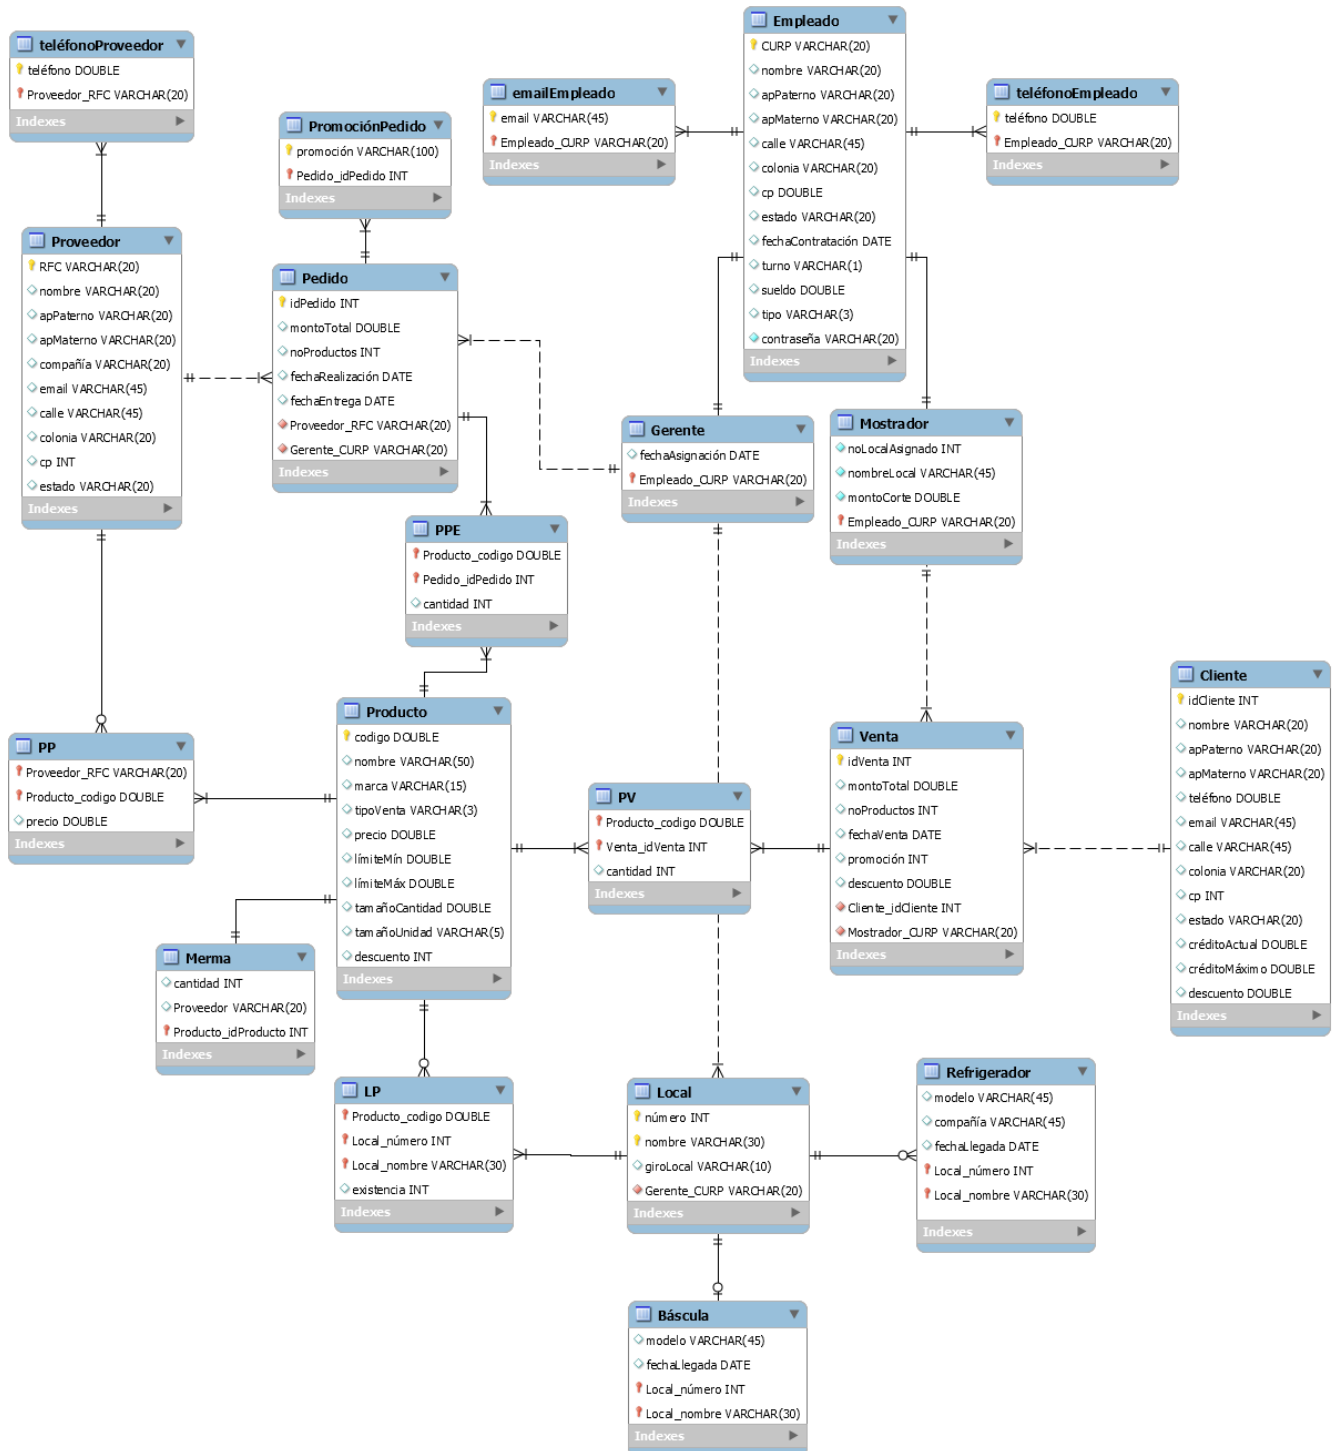 teléfonoProveedor
teléfono DOUBLE
Proveedor_RFC VARCHAR(20)
Indexes
PromociónPedido
promoción VARCHAR(100)
Pedido_idPedido INT
Indexes
emailEmpleado
email VARCHAR(45)
Empleado_CURP VARCHAR(20)
Indexes
Empleado
CURP VARCHAR(20)
nombre VARCHAR(20)
apPaterno VARCHAR(20)
apMaterno VARCHAR(20)
calle VARCHAR(45)
colonia VARCHAR(20)
cp DOUBLE
estado VARCHAR(20)
fechaContratación DATE
turno VARCHAR(1)
sueldo DOUBLE
tipo VARCHAR(3)
contraseña VARCHAR(20)
Indexes
teléfonoEmpleado
teléfono DOUBLE
Empleado_CURP VARCHAR(20)
Indexes
Proveedor
RFC VARCHAR(20)
nombre VARCHAR(20)
apPaterno VARCHAR(20)
apMaterno VARCHAR(20)
compañía VARCHAR(20)
email VARCHAR(45)
calle VARCHAR(45)
colonia VARCHAR(20)
cp INT
estado VARCHAR(20)
Indexes
Pedido
idPedido INT
montoTotal DOUBLE
noProductos INT
fechaRealización DATE
fechaEntrega DATE
Proveedor_RFC VARCHAR(20)
Gerente_CURP VARCHAR(20)
Indexes
Gerente
fechaAsignación DATE
Empleado_CURP VARCHAR(20)
Indexes
Mostrador
noLocalAsignado INT
nombreLocal VARCHAR(45)
montoCorte DOUBLE
Empleado_CURP VARCHAR(20)
Indexes
PPE
Producto_codigo DOUBLE
Pedido_idPedido INT
cantidad INT
Indexes
PP
Proveedor_RFC VARCHAR(20)
Producto_codigo DOUBLE
precio DOUBLE
Indexes
Producto
codigo DOUBLE
nombre VARCHAR(50)
marca VARCHAR(15)
tipoVenta VARCHAR(3)
precio DOUBLE
límiteMín DOUBLE
límiteMáx DOUBLE
tamañoCantidad DOUBLE
tamañoUnidad VARCHAR(5)
descuento INT
Indexes
PV
Producto_codigo DOUBLE
Venta_idVenta INT
cantidad INT
Indexes
Venta
idVenta INT
montoTotal DOUBLE
noProductos INT
fechaVenta DATE
promoción INT
descuento DOUBLE
Cliente_idCliente INT
Mostrador_CURP VARCHAR(20)
Indexes
Cliente
idCliente INT
nombre VARCHAR(20)
apPaterno VARCHAR(20)
apMaterno VARCHAR(20)
teléfono DOUBLE
email VARCHAR(45)
calle VARCHAR(45)
colonia VARCHAR(20)
cp INT
estado VARCHAR(20)
créditoActual DOUBLE
créditoMáximo DOUBLE
descuento DOUBLE
Indexes
Merma
cantidad INT
Proveedor VARCHAR(20)
Producto_idProducto INT
Indexes
LP
Producto_codigo DOUBLE
Local_número INT
Local_nombre VARCHAR(30)
existencia INT
Indexes
Local
número INT
nombre VARCHAR(30)
giroLocal VARCHAR(10)
Gerente_CURP VARCHAR(20)
Indexes
Refrigerador
modelo VARCHAR(45)
compañía VARCHAR(45)
fechaLlegada DATE
Local_número INT
Local_nombre VARCHAR(30)
Indexes
Báscula
modelo VARCHAR(45)
fechaLlegada DATE
Local_número INT
Local_nombre VARCHAR(30)
Indexes